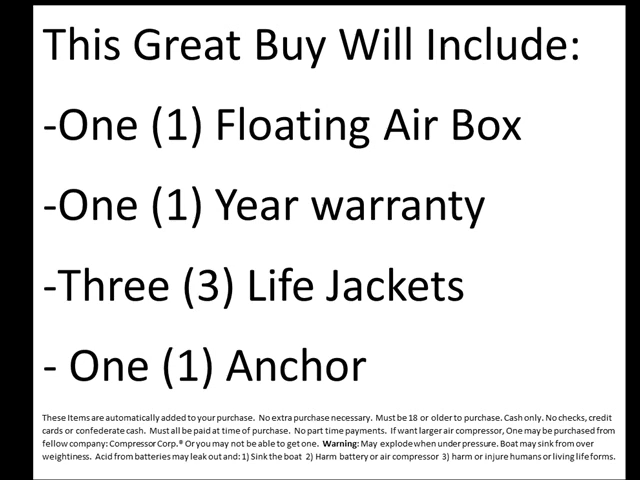 This Great Buy Will Include:
-One (1) Floating Air Box
-One (1) Year warranty
-Three (3) Life Jackets
- One (1) Anchor
These Items are automatically added to your purchase. No extra purchase necessary. Must be 18 or older to purchase. Cash only. No checks, credit
cards or confederate cash. Must all be paid at time of purchase. No part time payments. If want larger air compressor, One may be purchased from
fellow company: Compressor Corp.® Or you may not be able to get one. Warning: May explode when under pressure. Boat may sink from over
weightiness. Acid from batteries may leak out and: 1) Sink the boat 2) Harm battery or air compressor 3) harm or injure humans or living life forms.